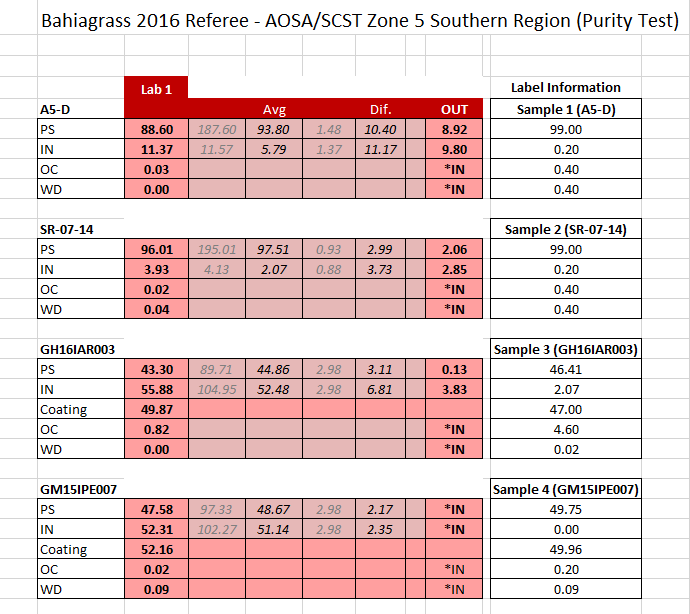 Bahiagrass 2016 Referee - AOSA/SCST Zone 5 Southern Region (Purity Test)
Lab 1 Label Information
A5-D Avg Dif. OUT Sample 1 (A5-D)
PS 88.60 187.60 93.80 1.48 10.40 8.92 99.00
IN 11.37 11.57 5.79 1.37 11.17 9.80 0.20
OC 0.03 *IN 0.40
WD 0.00 *IN 0.40
SR-07-14 Sample 2 (SR-07-14)
PS 96.01 195.01 97.51 0.93 2.99 2.06 99.00
IN 3.93 4.13 2.07 0.88 3.73 2.85 0.20
OC 0.02 *IN 0.40
WD 0.04 *IN 0.40
GH16IAR003 Sample 3 (GH16IAR003)
PS 43.30 89.71 44.86 2.98 3.11 0.13 46.41
IN 55.88 104.95 52.48 2.98 6.81 3.83 2.07
Coating 49.87 47.00
OC 0.82 *IN 4.60
WD 0.00 *IN 0.02
GM15IPE007 Sample 4 (GM15IPE007)
PS 47.58 97.33 48.67 2.98 2.17 *IN 49.75
IN 52.31 102.27 51.14 2.98 2.35 *IN 0.00
Coating 52.16 49.96
OC 0.02 *IN 0.20
WD 0.09 *IN 0.09